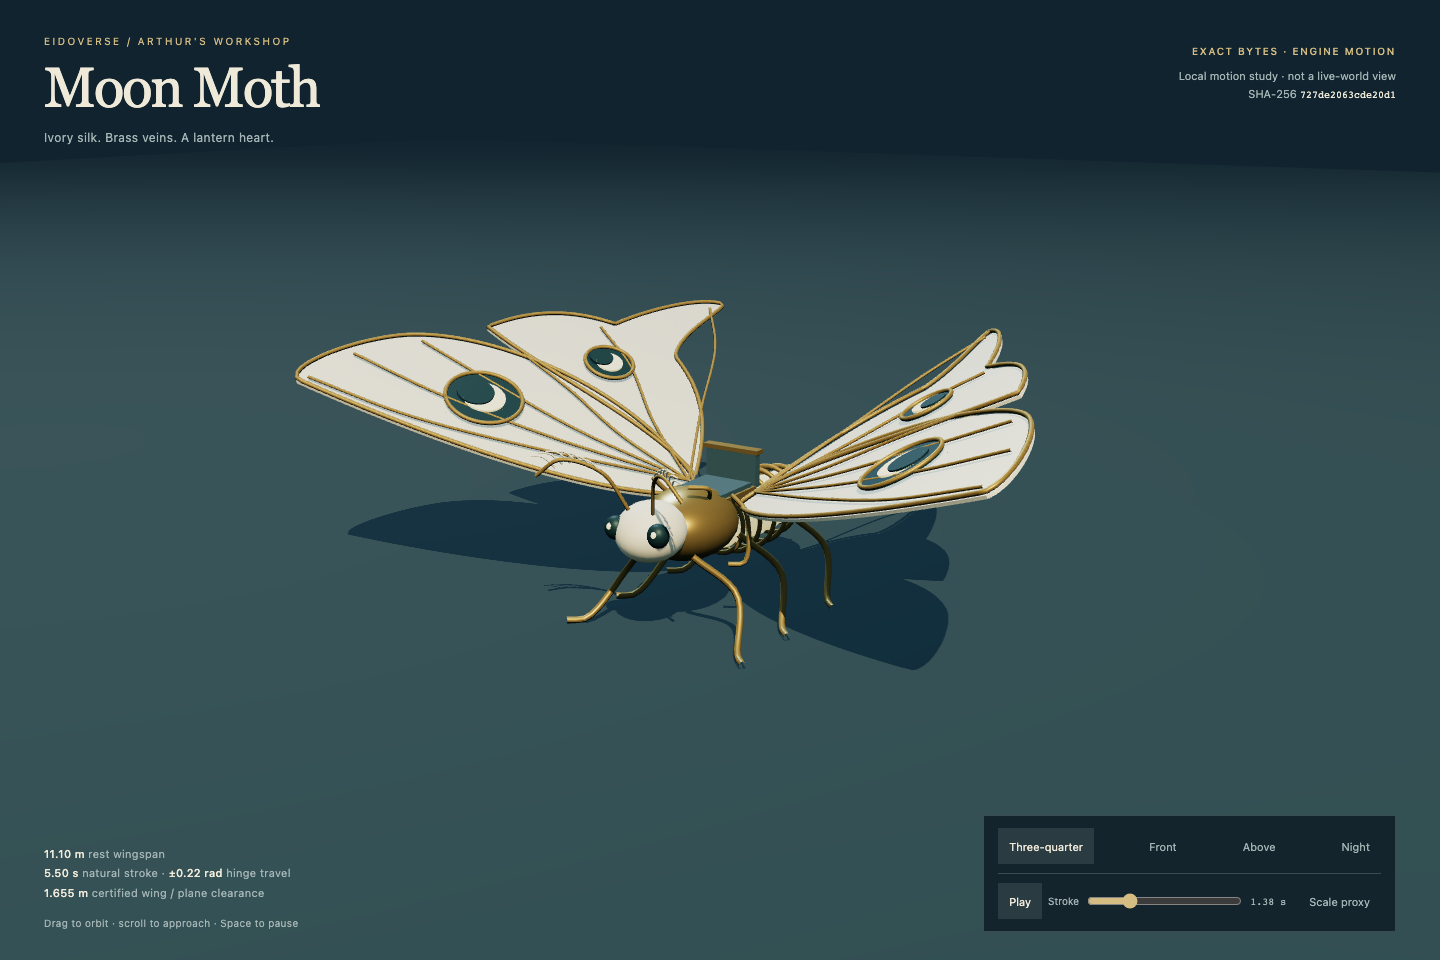 EIDOVERSE / ARTHUR'S WORKSHOP
Moon Moth
Ivory silk. Brass veins. A lantern heart.
EXACT BYTES · ENGINE MOTION
Local motion study · not a live-world view
SHA-256 727de2063cde20d1
11.10 m rest wingspan
5.50 s natural stroke · ±0.22 rad hinge travel
1.655 m certified wing / plane clearance
Drag to orbit · scroll to approach · Space to pause
Three-quarter Front Above Night
Play Stroke 1.38 s Scale proxy